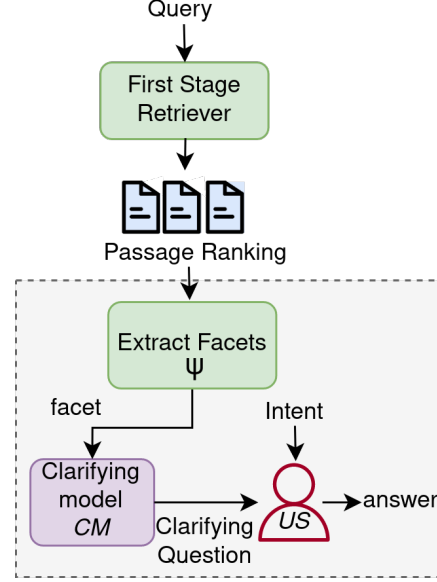 Query
First Stage
Retriever
Passage Ranking
Extract Facets
Ψ
facet
Intent
Clarifying
model
CM
Clarifying
Question
US
answer